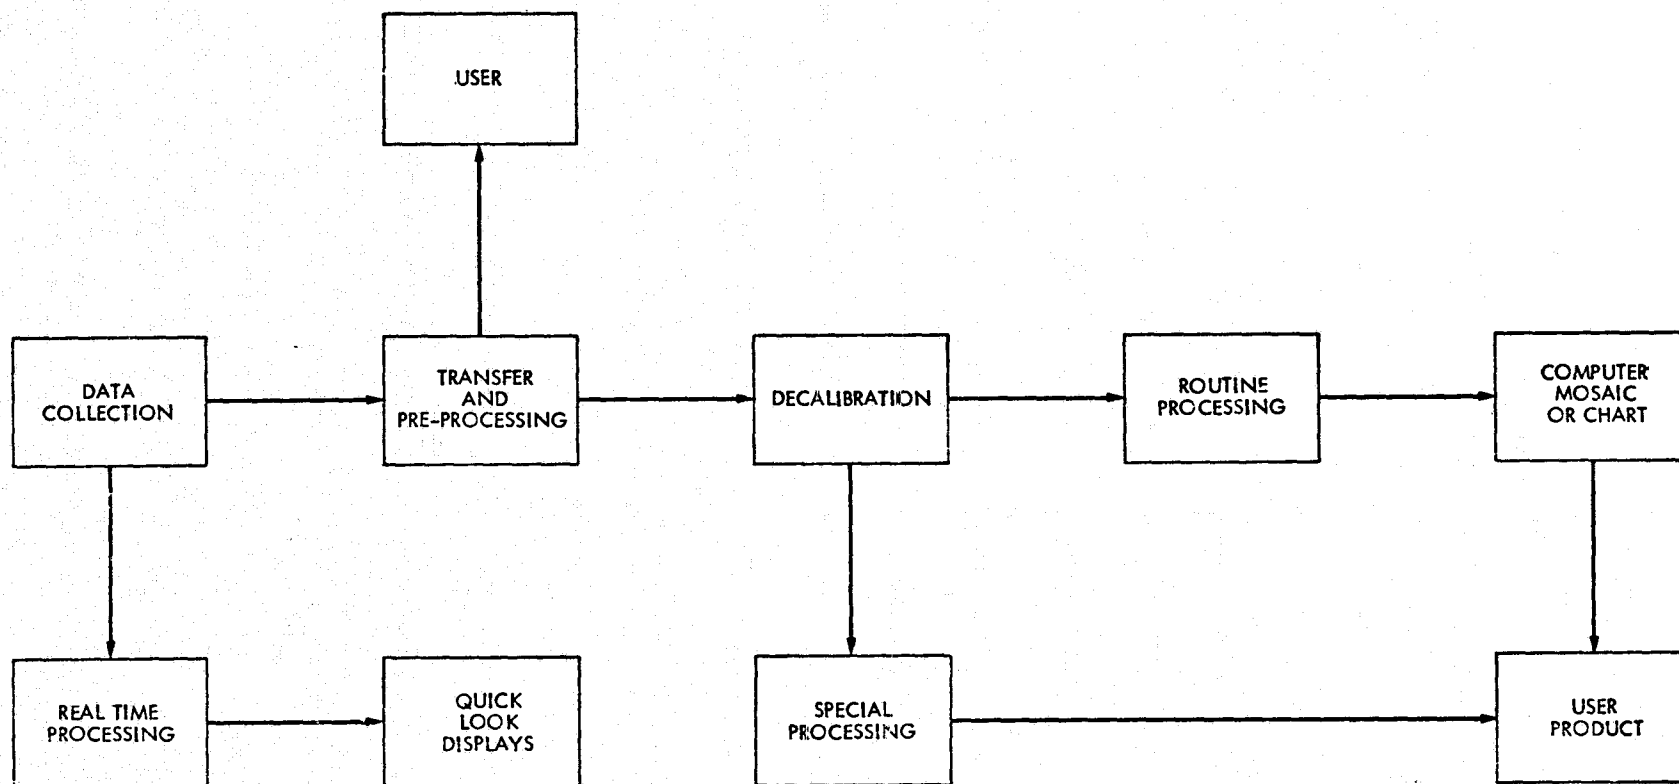 USER
DATA
COLLECTION
TRANSFER
AND
PRE-PROCESSING
DECALIBRATION
ROUTINE
PROCESSING
COMPUTER
MOSAIC
OR CHART
REAL TIME
PROCESSING
QUICK
LOOK
DISPLAYS
SPECIAL
PROCESSING
USER
PRODUCT